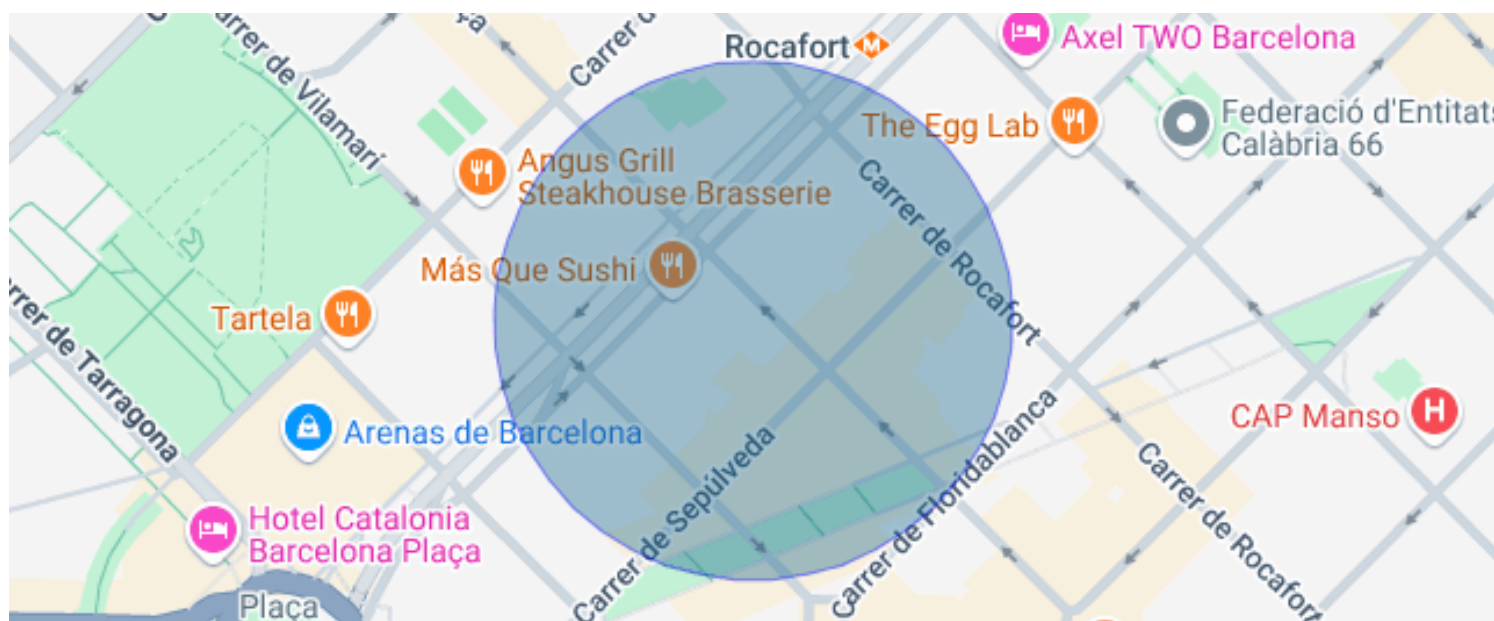 Carrer de Vilamarí
Carrer d
Rocafort
Axel TWO Barcelona
The Egg Lab
Federació d'Entitats
Calàbria 66
Angus Grill
Steakhouse Brasserie
Carrer de Rocafort
Más Que Sushi
Tartela
Carrer de Tarragona
Arenas de Barcelona
CAP Manso
Carrer de Sepúlveda
Carrer de Floridablanca
Carrer de Rocafort
Hotel Catalonia
Barcelona Plaça
Plaça